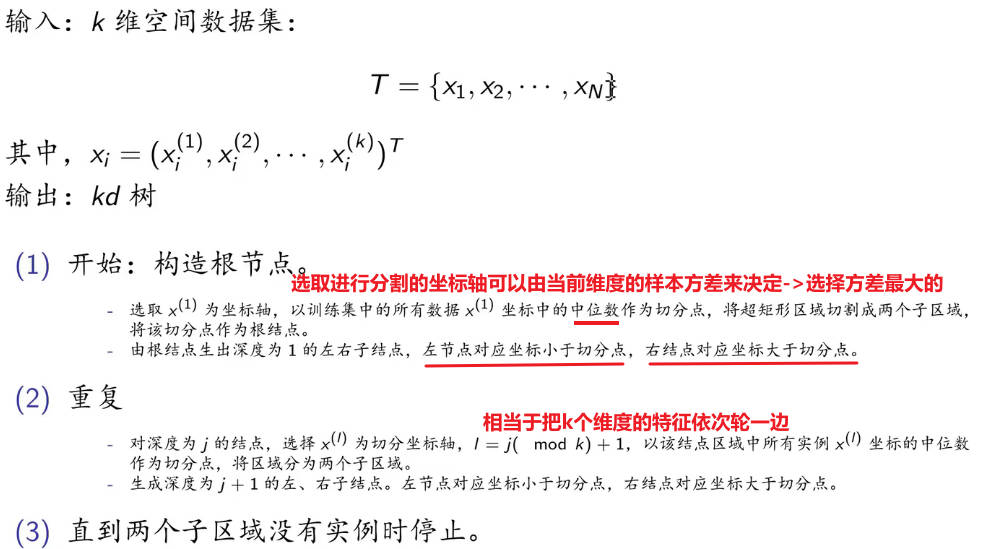 输入：k 维空间数据集：
T = {x₁, x₂, ⋯ , x_N}
其中，xᵢ = (xᵢ⁽¹⁾, xᵢ⁽²⁾, ⋯ , xᵢ⁽ᵏ⁾)ᵀ
输出：kd 树
(1) 开始：构造根节点。
选取进行分割的坐标轴可以由当前维度的样本方差来决定->选择方差最大的
- 选取 x⁽¹⁾ 为坐标轴，以训练集中的所有数据 x⁽¹⁾ 坐标中的中位数作为切分点，将超矩形区域切割成两个子区域，
将该切分点作为根结点。
- 由根结点生出深度为 1 的左右子结点，左节点对应坐标小于切分点，右结点对应坐标大于切分点。
(2) 重复
相当于把k个维度的特征依次轮一边
- 对深度为 j 的结点，选择 x⁽ˡ⁾ 为切分坐标轴，l = j( mod k) + 1，以该结点区域中所有实例 x⁽ˡ⁾ 坐标的中位数
作为切分点，将区域分为两个子区域。
- 生成深度为 j + 1 的左、右子结点。左节点对应坐标小于切分点，右结点对应坐标大于切分点。
(3) 直到两个子区域没有实例时停止。